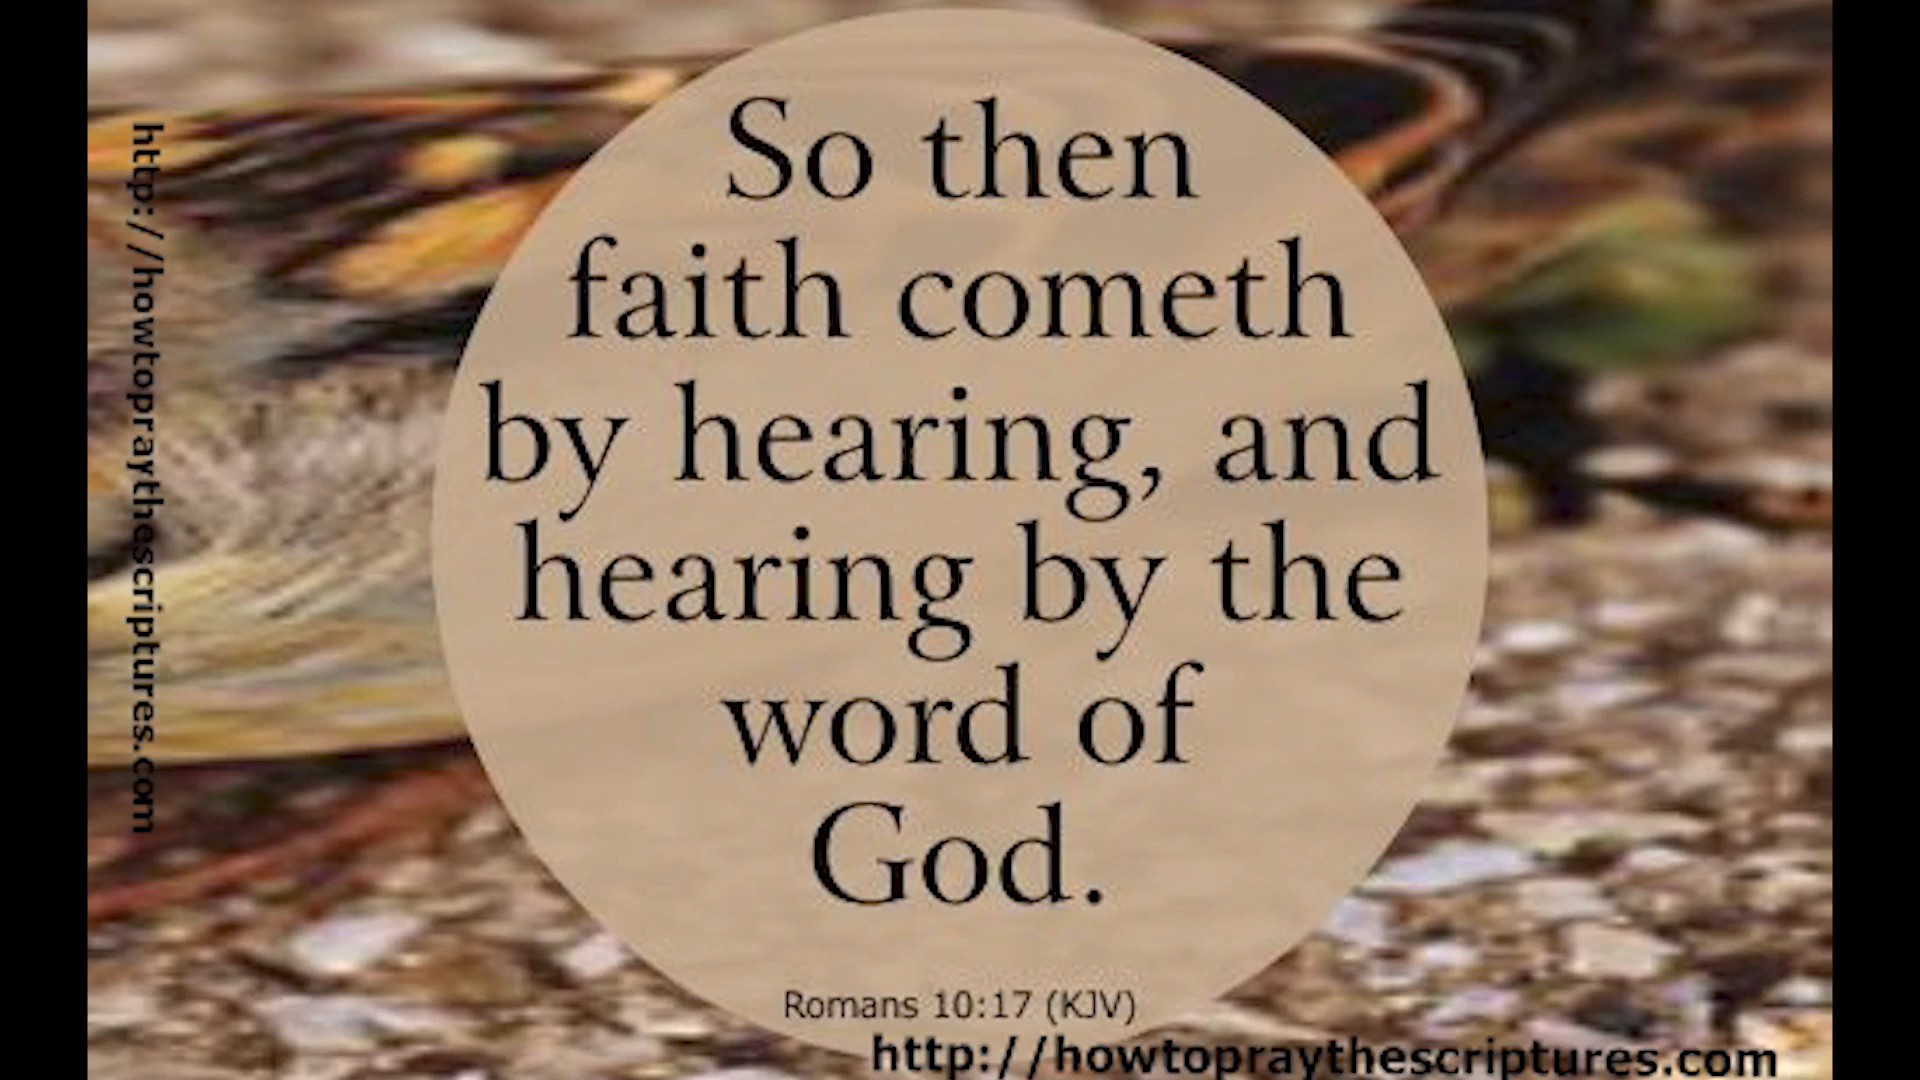 So then
faith cometh
by hearing, and
hearing by the
word of
God.
Romans 10:17 (KJV)
http://howtopraythescriptures.com
http://howtopraythescriptures.com